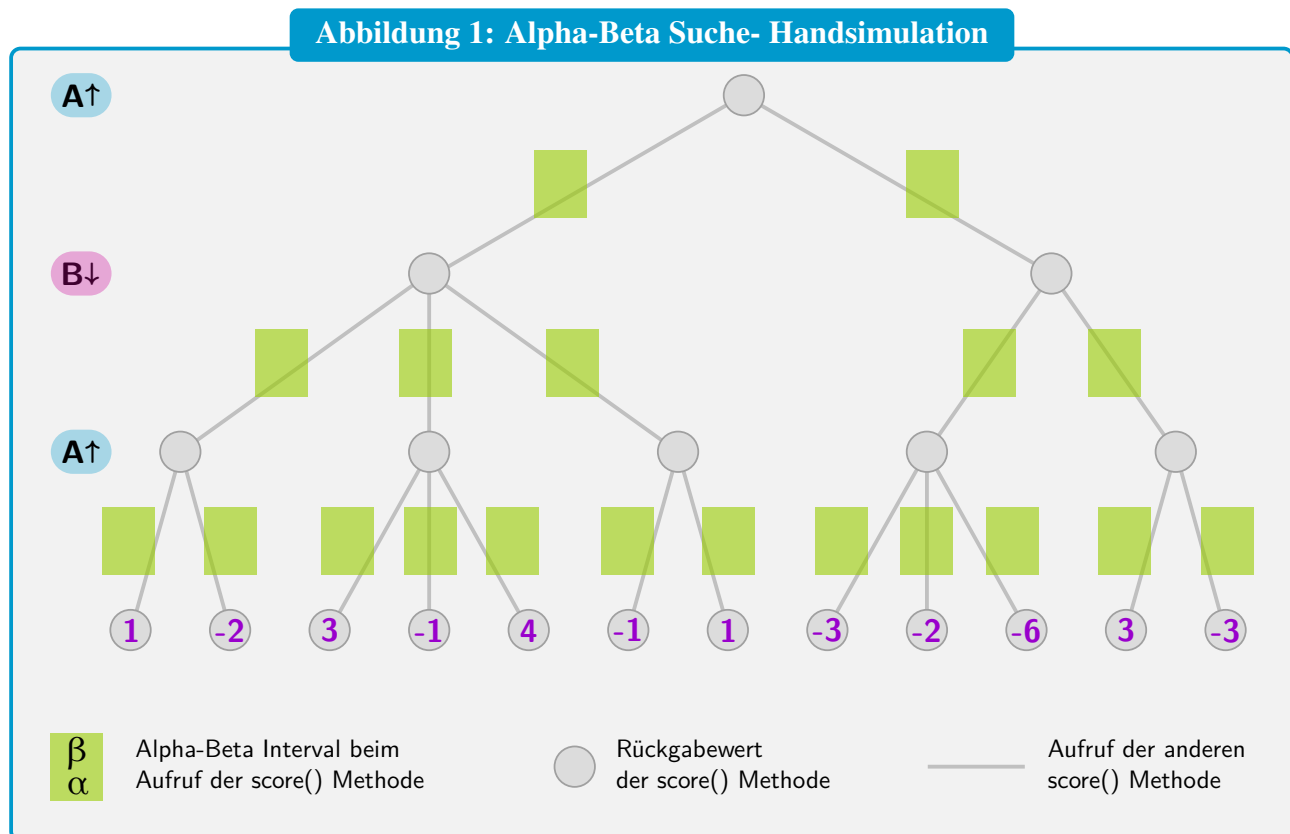 Abbildung 1: Alpha-Beta Suche- Handsimulation
A↑
B↓
A↑
1 -2 3 -1 4 -1 1 -3 -2 -6 3 -3
β
α
Alpha-Beta Interval beim
Aufruf der score() Methode
Rückgabewert
der score() Methode
Aufruf der anderen
score() Methode